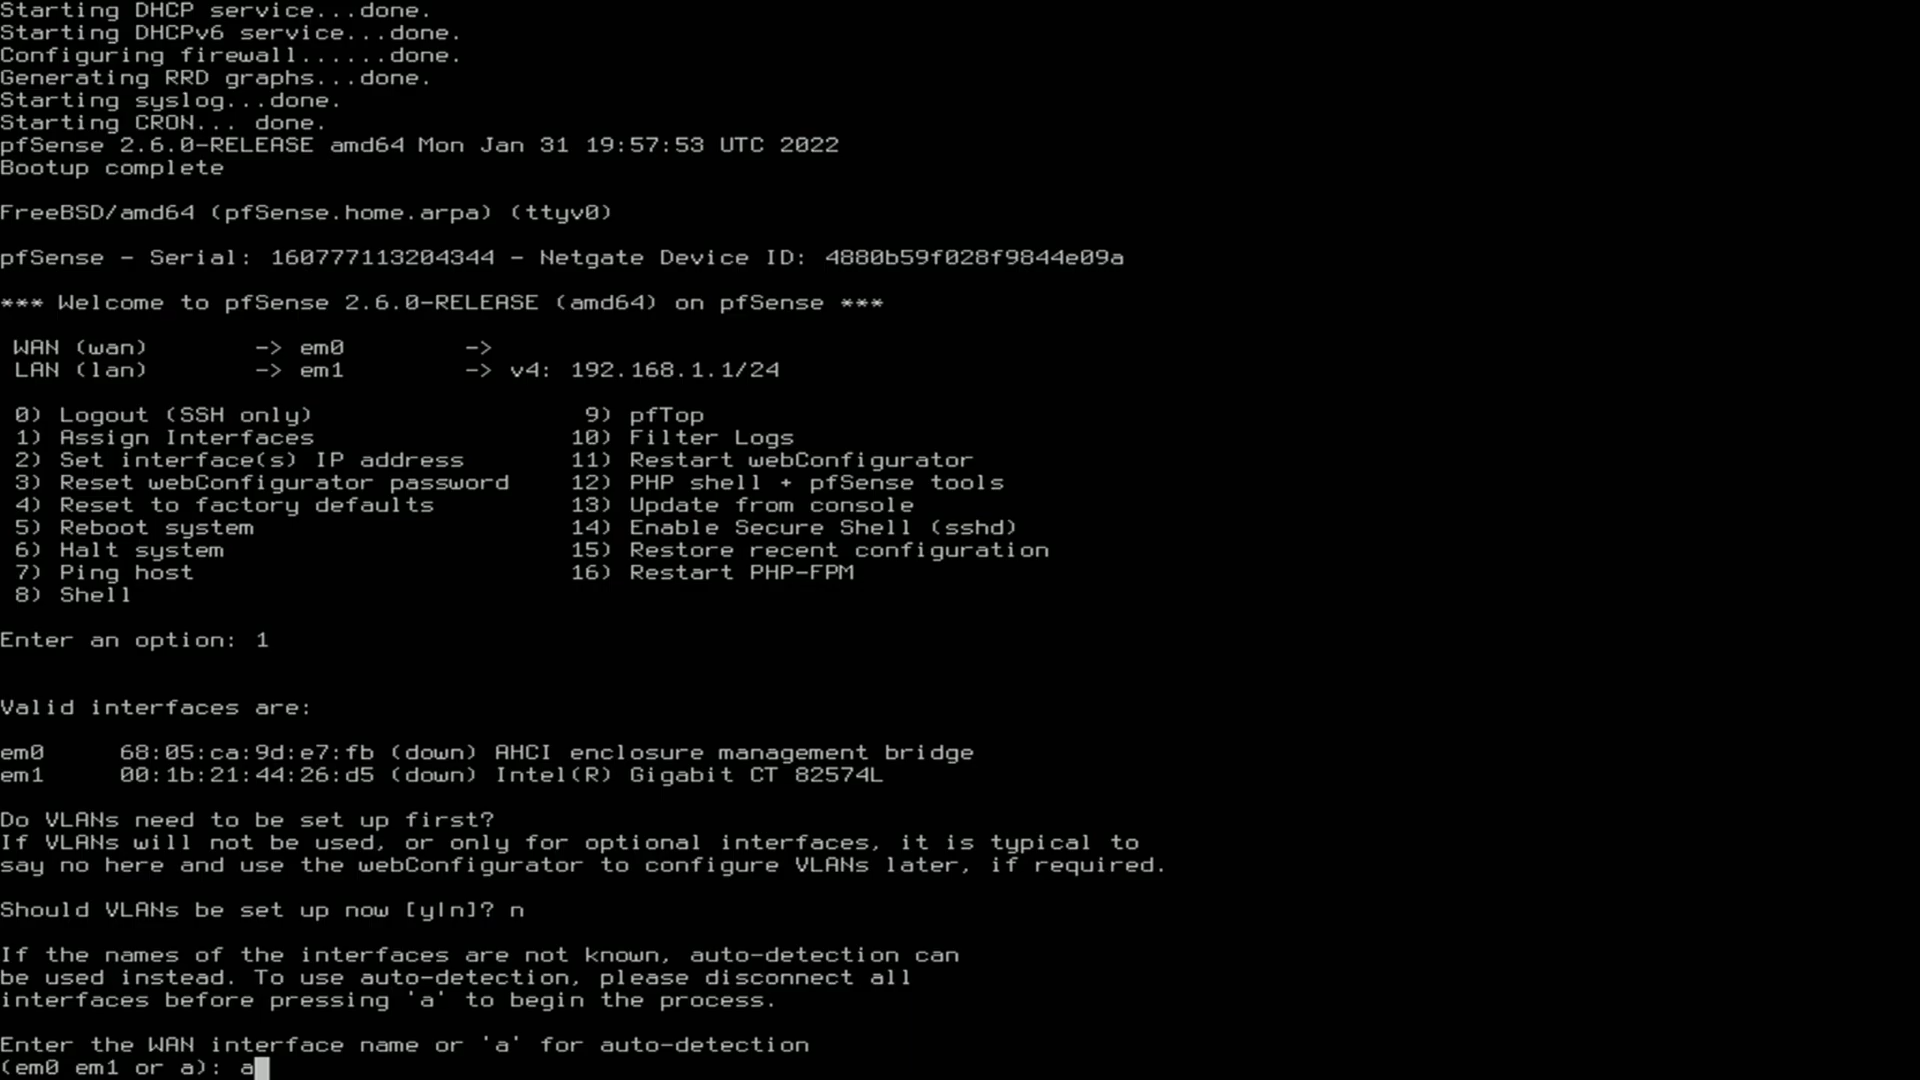 Starting DHCP service...done.
Starting DHCPv6 service...done.
Configuring firewall......done.
Generating RRD graphs...done.
Starting syslog...done.
Starting CRON... done.
pfSense 2.6.0-RELEASE amd64 Mon Jan 31 19:57:53 UTC 2022
Bootup complete
FreeBSD/amd64 (pfSense.home.arpa) (ttyv0)
pfSense - Serial: 160777113204344 - Netgate Device ID: 4880b59f028f9844e09a
*** Welcome to pfSense 2.6.0-RELEASE (amd64) on pfSense ***
WAN (wan) -> em0 ->
LAN (lan) -> em1 -> v4: 192.168.1.1/24
0) Logout (SSH only) 9) pfTop
1) Assign Interfaces 10) Filter Logs
2) Set interface(s) IP address 11) Restart webConfigurator
3) Reset webConfigurator password 12) PHP shell + pfSense tools
4) Reset to factory defaults 13) Update from console
5) Reboot system 14) Enable Secure Shell (sshd)
6) Halt system 15) Restore recent configuration
7) Ping host 16) Restart PHP-FPM
8) Shell
Enter an option: 1
Valid interfaces are:
em0 68:05:ca:9d:e7:fb (down) AHCI enclosure management bridge
em1 00:1b:21:44:26:d5 (down) Intel(R) Gigabit CT 82574L
Do VLANs need to be set up first?
If VLANs will not be used, or only for optional interfaces, it is typical to
say no here and use the webConfigurator to configure VLANs later, if required.
Should VLANs be set up now [y|n]? n
If the names of the interfaces are not known, auto-detection can
be used instead. To use auto-detection, please disconnect all
interfaces before pressing 'a' to begin the process.
Enter the WAN interface name or 'a' for auto-detection
(em0 em1 or a): a